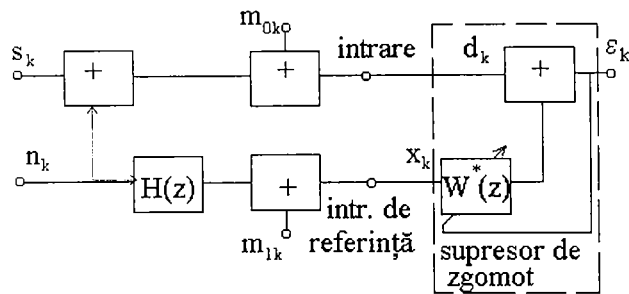 m0k
sk
+
+
intrare
dk
+
εk
nk
H(z)
+
m1k
intr. de
referință
xk
W*(z)
supresor de
zgomot